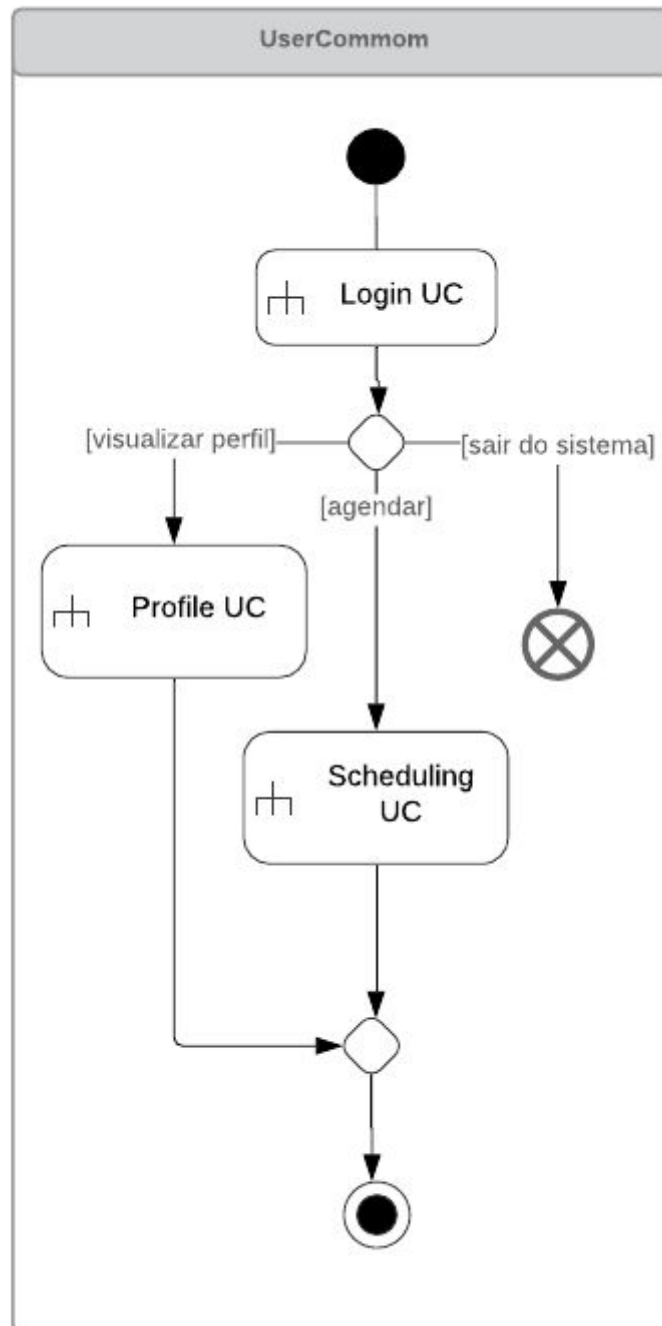 UserCommom
Login UC
[visualizar perfil]
[sair do sistema]
[agendar]
Profile UC
Scheduling
UC